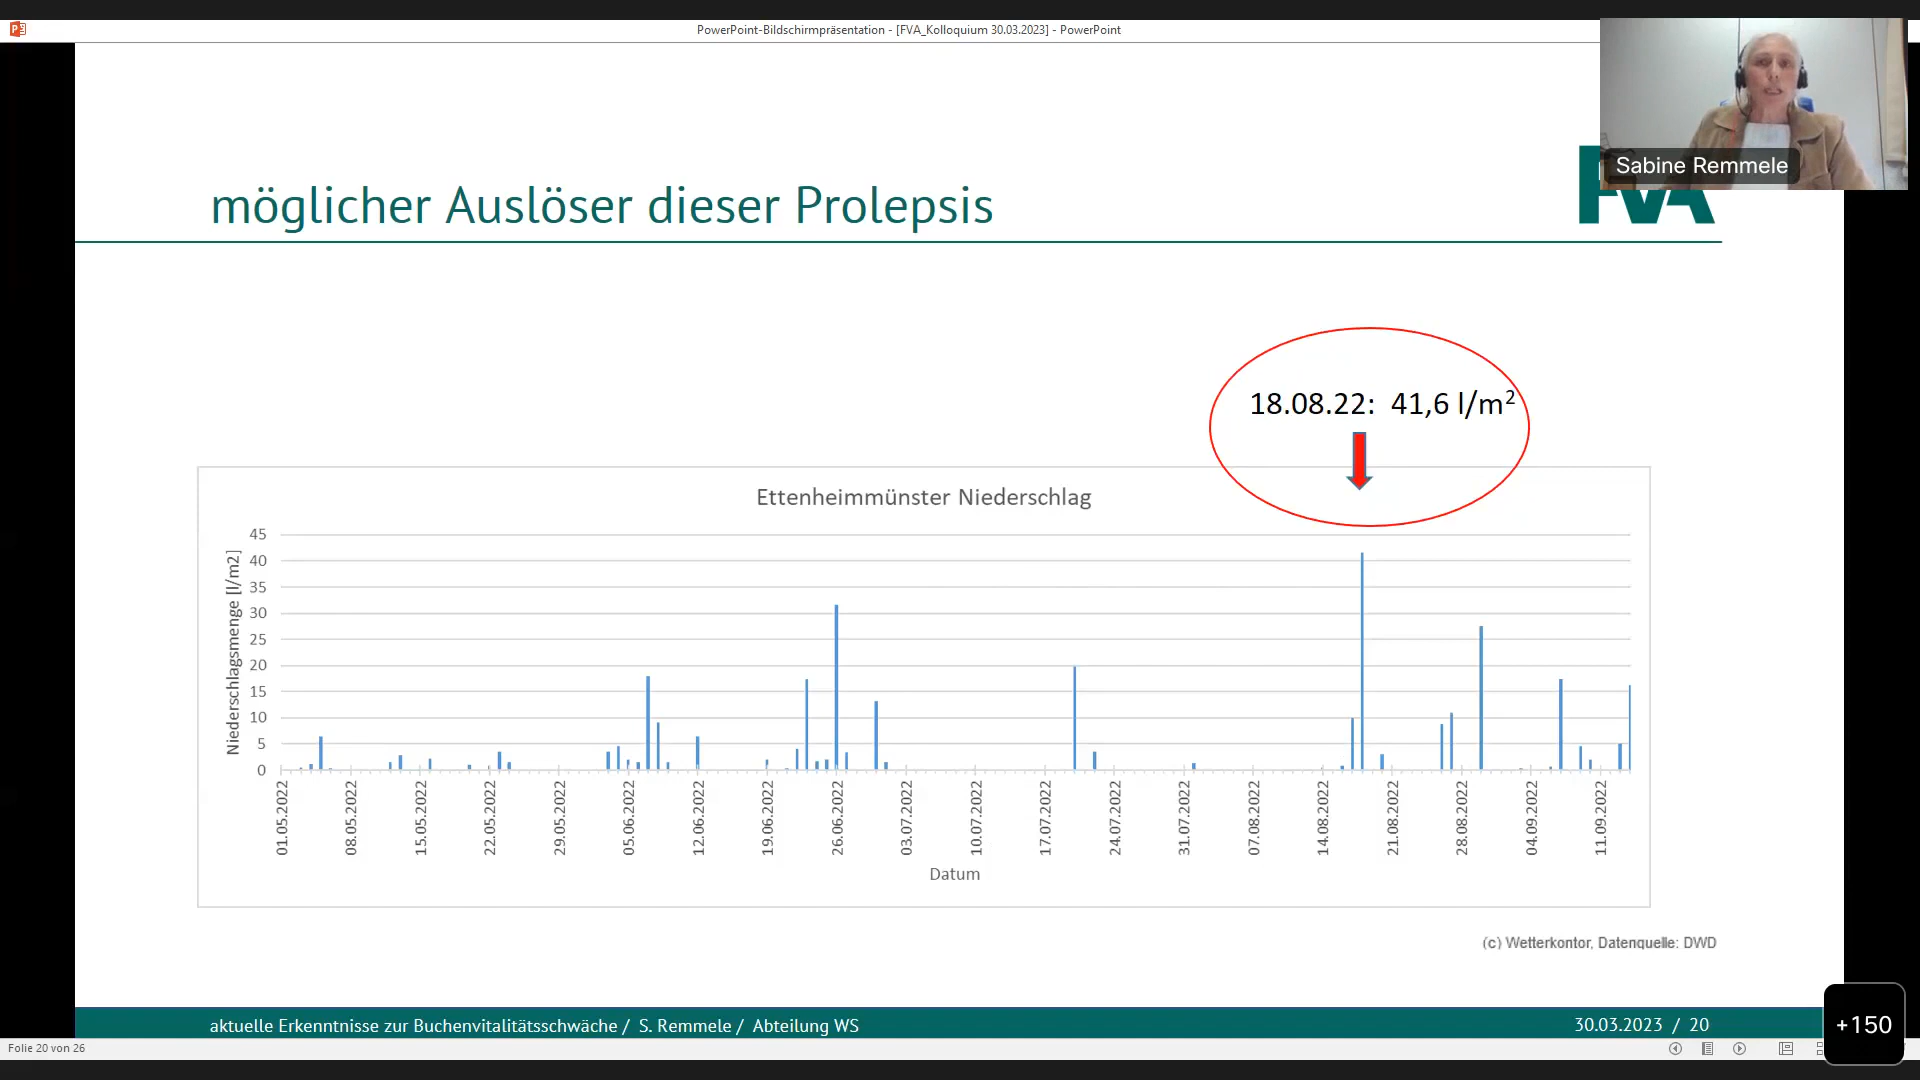 PowerPoint-Bildschirmpräsentation - [FVA_Kolloquium 30.03.2023] - PowerPoint
Sabine Remmele
FVA
möglicher Auslöser dieser Prolepsis
18.08.22: 41,6 l/m²
Ettenheimmünster Niederschlag
Niederschlagsmenge [l/m2]
45
40
35
30
25
20
15
10
5
0
01.05.2022
08.05.2022
15.05.2022
22.05.2022
29.05.2022
05.06.2022
12.06.2022
19.06.2022
26.06.2022
03.07.2022
10.07.2022
17.07.2022
24.07.2022
31.07.2022
07.08.2022
14.08.2022
21.08.2022
28.08.2022
04.09.2022
11.09.2022
Datum
(c) Wetterkontor, Datenquelle: DWD
aktuelle Erkenntnisse zur Buchenvitalitätsschwäche / S. Remmele / Abteilung WS
30.03.2023 / 20
+150
Folie 20 von 26